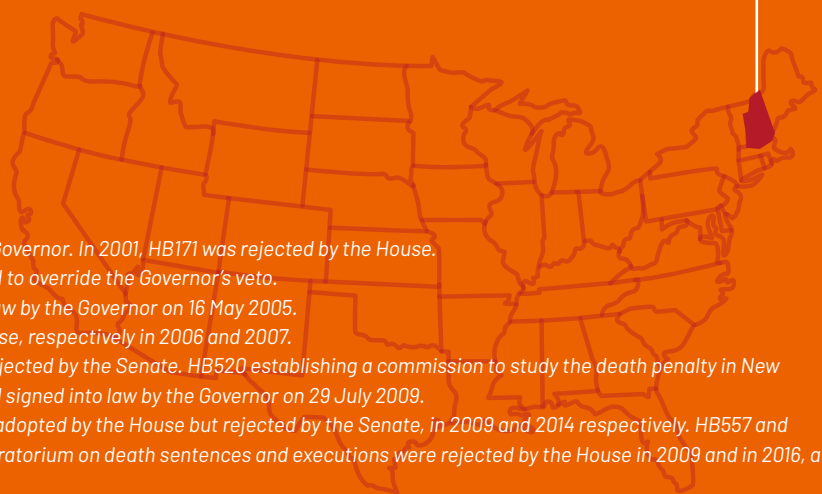 Governor. In 2001, HB171 was rejected by the House.
d to override the Governor's veto.
aw by the Governor on 16 May 2005.
se, respectively in 2006 and 2007.
ejected by the Senate. HB520 establishing a commission to study the death penalty in New
d signed into law by the Governor on 29 July 2009.
adopted by the House but rejected by the Senate, in 2009 and 2014 respectively. HB557 and
ratorium on death sentences and executions were rejected by the House in 2009 and in 2016, a